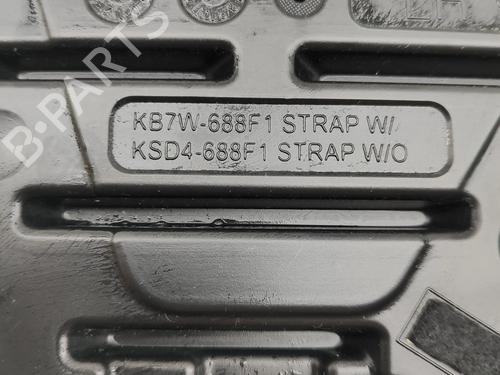 B-PARTS
KB7W-688F1 STRAP W/
KSD4-688F1 STRAP W/O